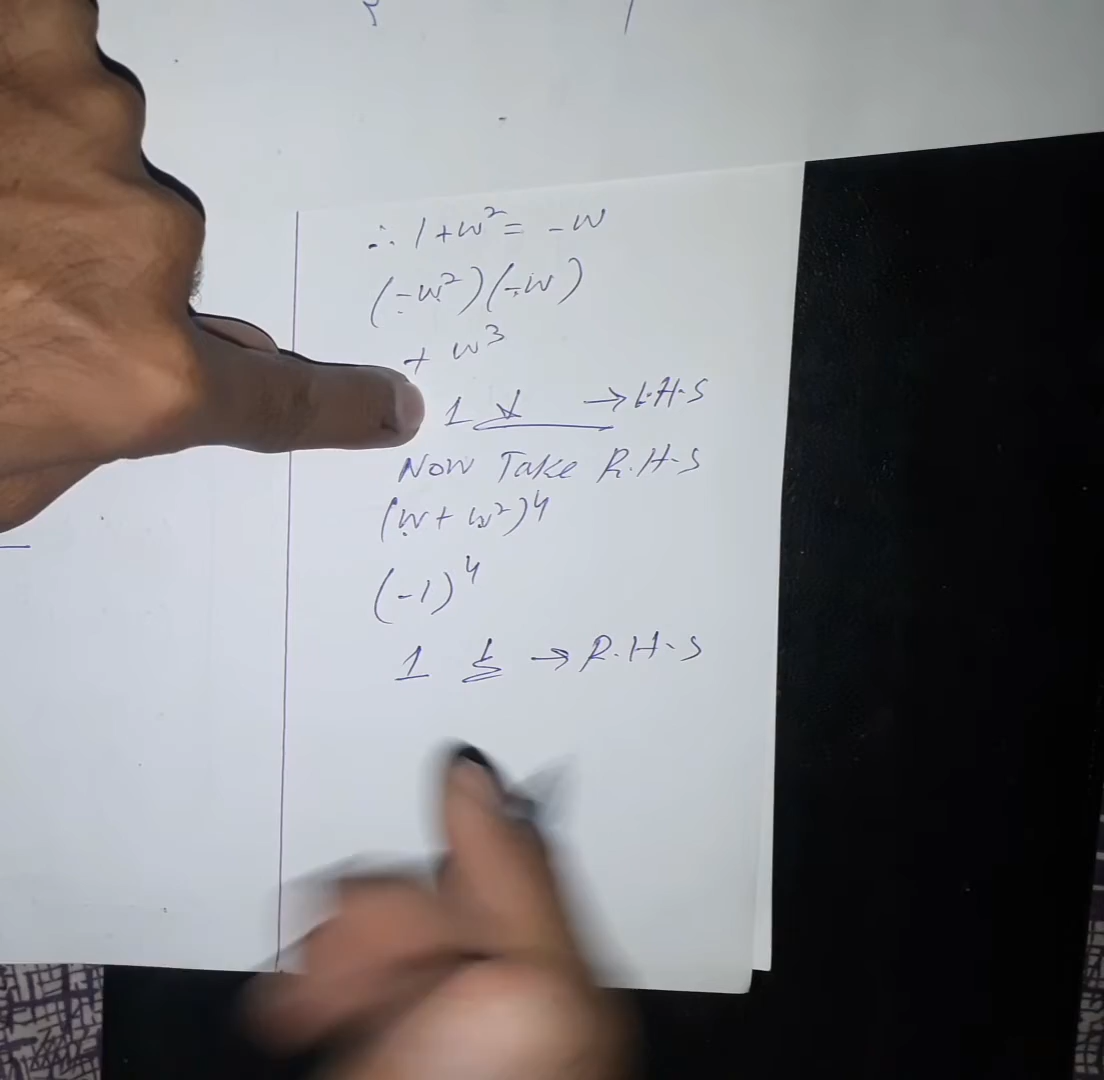 ∴ 1+w² = -w
(-w²)(-w)
+ w³
1 → L.H.S
Now Take R.H.S
(w + w²)⁴
(-1)⁴
1 → R.H.S